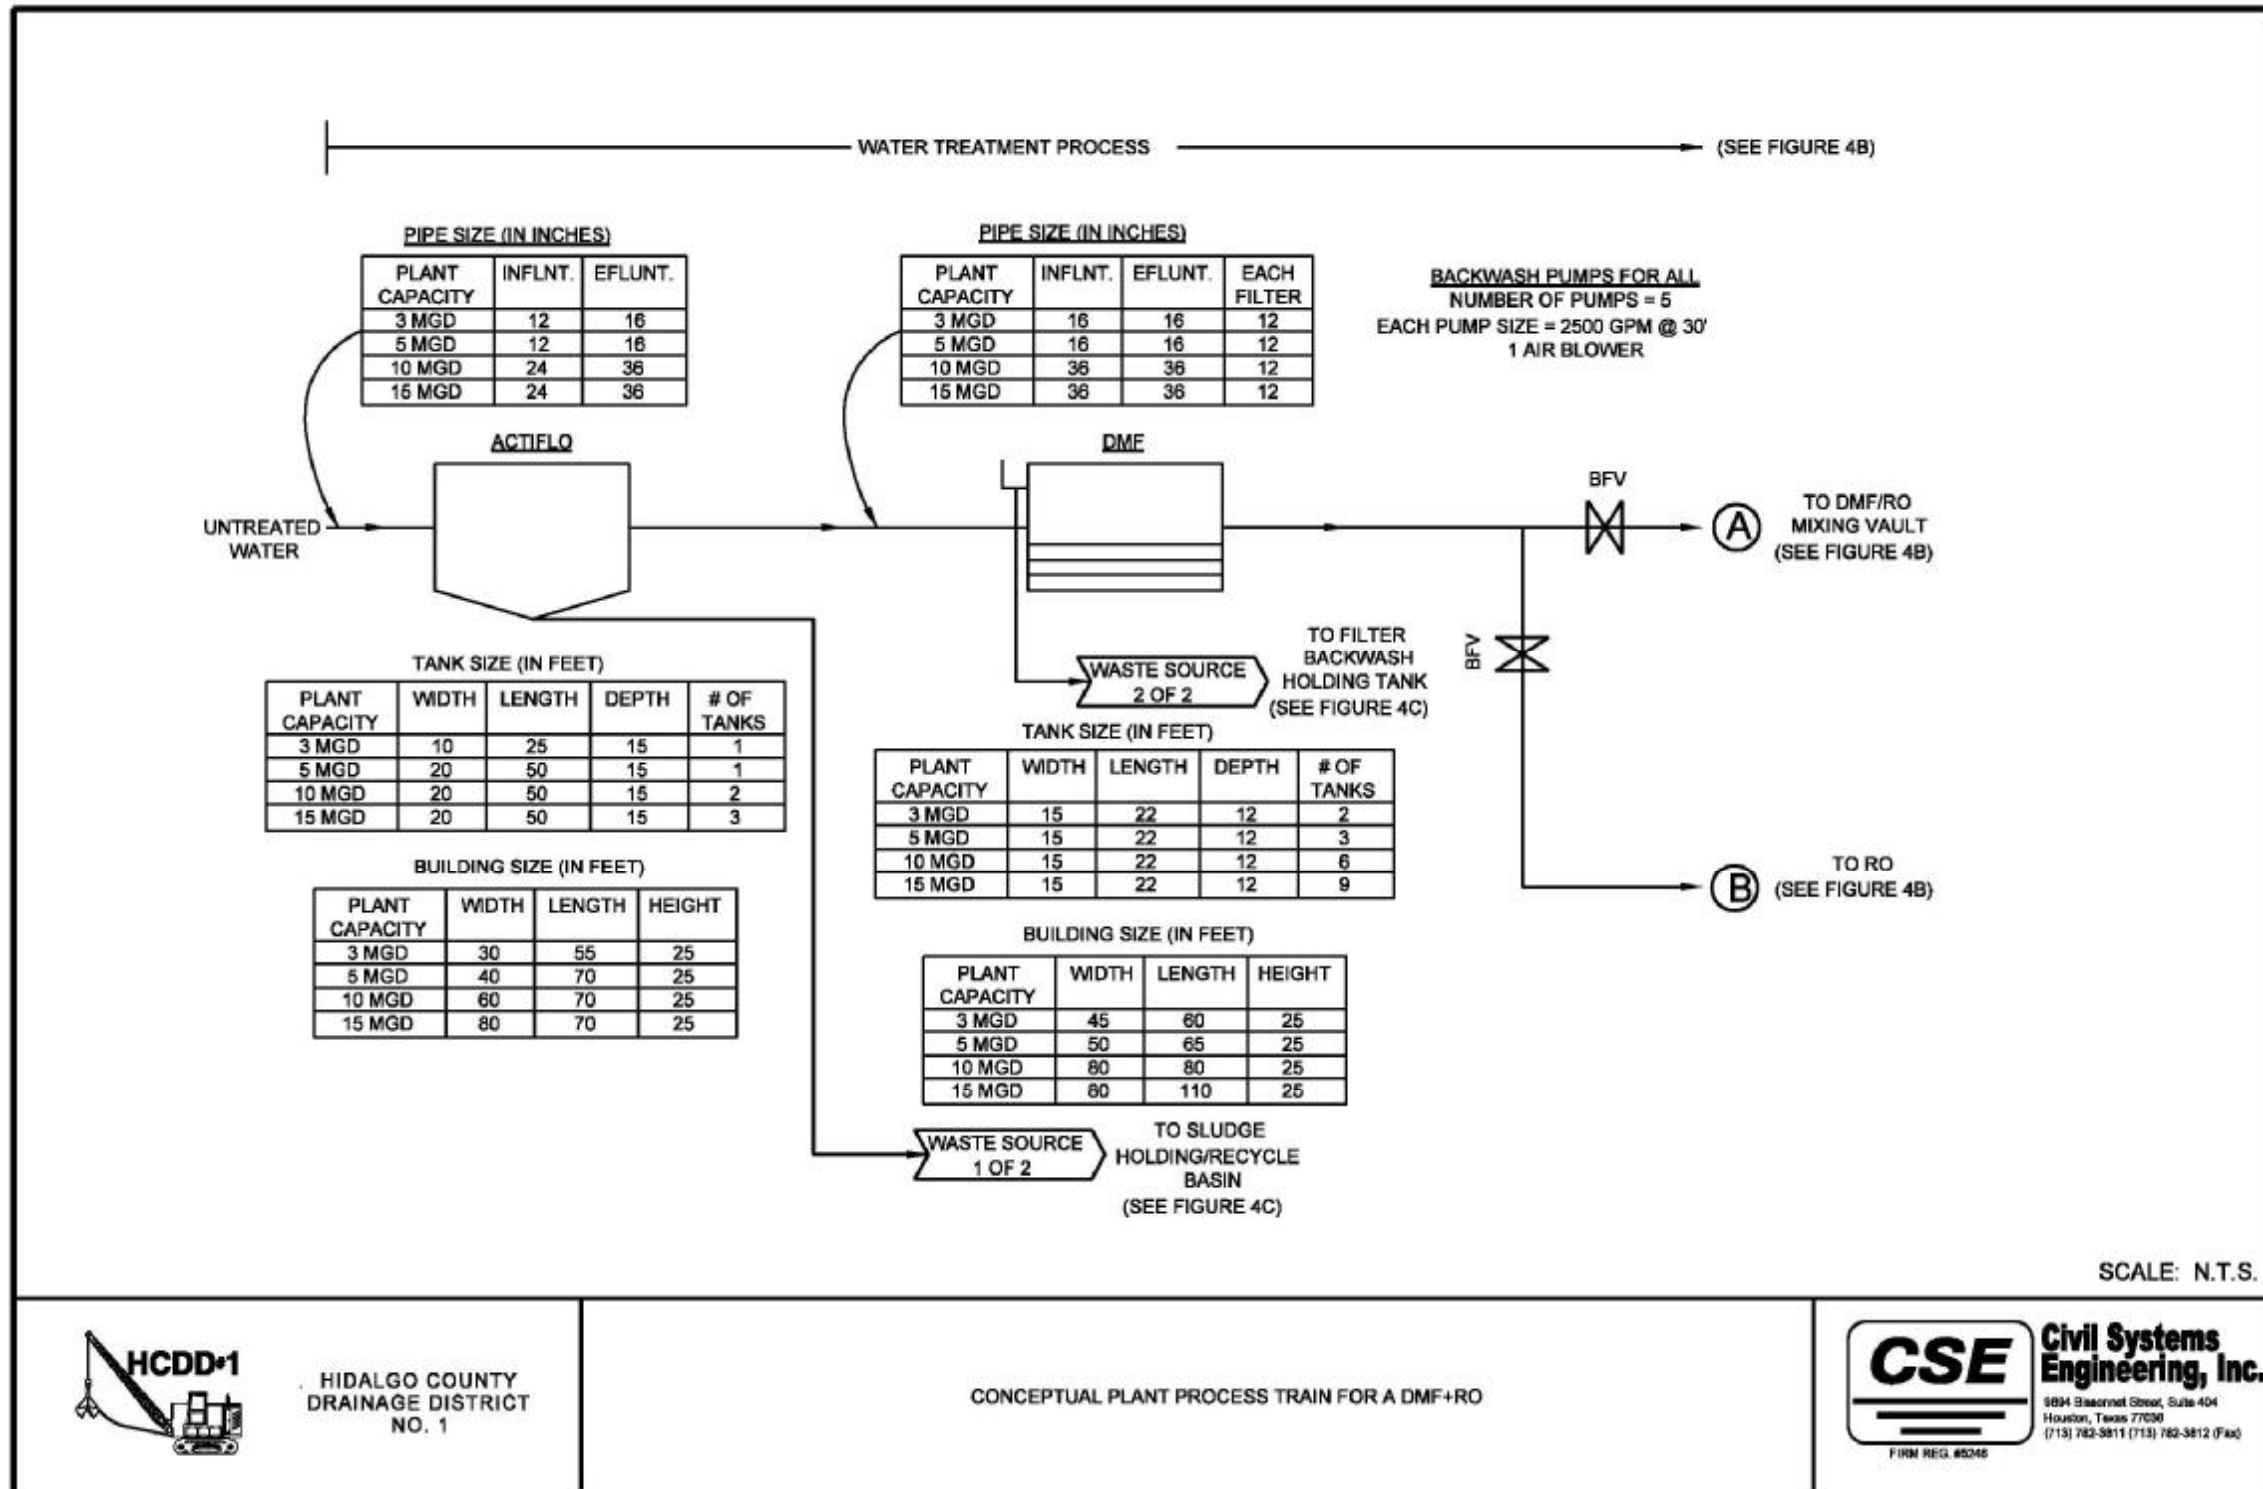 WATER TREATMENT PROCESS (SEE FIGURE 4B)
PIPE SIZE (IN INCHES)
PLANT CAPACITY INFLNT. EFLUNT.
3 MGD 12 16
5 MGD 12 16
10 MGD 24 36
15 MGD 24 36
PIPE SIZE (IN INCHES)
PLANT CAPACITY INFLNT. EFLUNT. EACH FILTER
3 MGD 16 16 12
5 MGD 16 16 12
10 MGD 36 36 12
15 MGD 36 36 12
BACKWASH PUMPS FOR ALL
NUMBER OF PUMPS = 5
EACH PUMP SIZE = 2500 GPM @ 30'
1 AIR BLOWER
ACTIFLO
DMF
UNTREATED
WATER
BFV
A
TO DMF/RO
MIXING VAULT
(SEE FIGURE 4B)
BFV
WASTE SOURCE
2 OF 2
TO FILTER
BACKWASH
HOLDING TANK
(SEE FIGURE 4C)
TANK SIZE (IN FEET)
PLANT CAPACITY WIDTH LENGTH DEPTH # OF TANKS
3 MGD 10 25 15 1
5 MGD 20 50 15 1
10 MGD 20 50 15 2
15 MGD 20 50 15 3
TANK SIZE (IN FEET)
PLANT CAPACITY WIDTH LENGTH DEPTH # OF TANKS
3 MGD 15 22 12 2
5 MGD 15 22 12 3
10 MGD 15 22 12 6
15 MGD 15 22 12 9
B
TO RO
(SEE FIGURE 4B)
BUILDING SIZE (IN FEET)
PLANT CAPACITY WIDTH LENGTH HEIGHT
3 MGD 30 55 25
5 MGD 40 70 25
10 MGD 60 70 25
15 MGD 80 70 25
BUILDING SIZE (IN FEET)
PLANT CAPACITY WIDTH LENGTH HEIGHT
3 MGD 45 60 25
5 MGD 50 65 25
10 MGD 80 80 25
15 MGD 80 110 25
WASTE SOURCE
1 OF 2
TO SLUDGE
HOLDING/RECYCLE
BASIN
(SEE FIGURE 4C)
SCALE: N.T.S.
HCDD#1
HIDALGO COUNTY
DRAINAGE DISTRICT
NO. 1
CONCEPTUAL PLANT PROCESS TRAIN FOR A DMF+RO
CSE
FIRM REG.
Civil Systems
Engineering, Inc.
Street, Suite 404
Houston, Texas
(713) 782-3811 (713) 782-3812 (Fax)